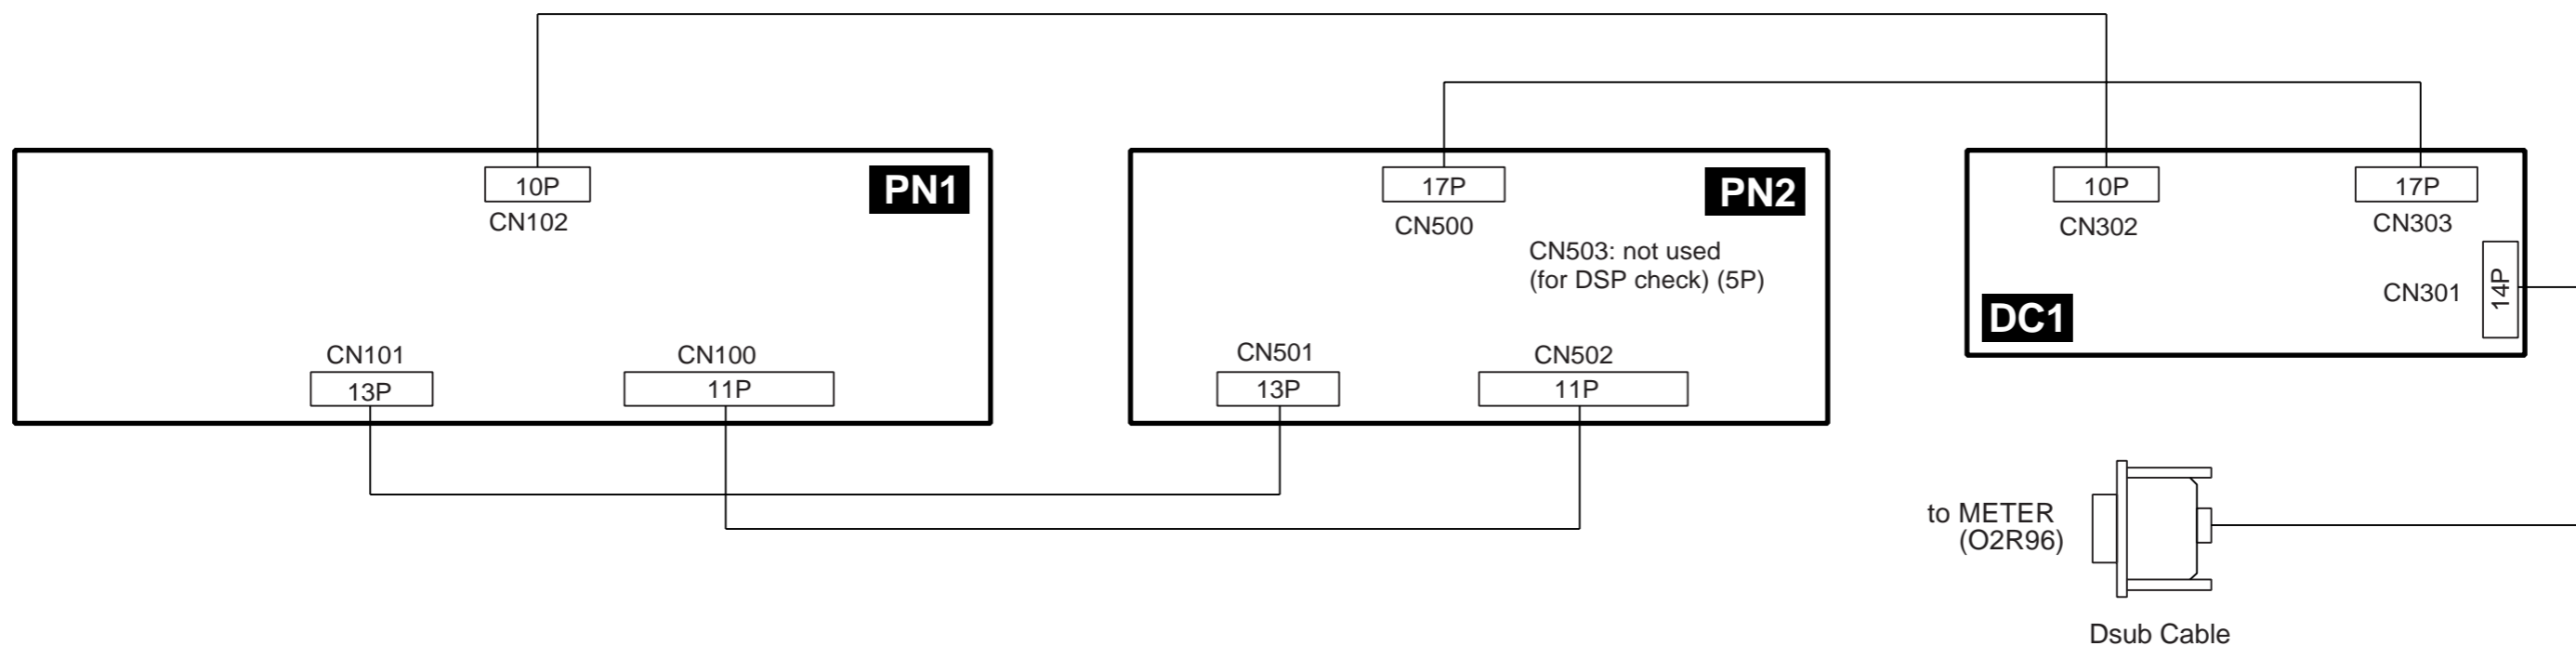 10P
CN102
PN1
CN101
13P
CN100
11P
17P
CN500
PN2
CN503: not used
(for DSP check) (5P)
CN501
13P
CN502
11P
10P
CN302
17P
CN303
CN301
14P
DC1
to METER
(O2R96)
Dsub Cable